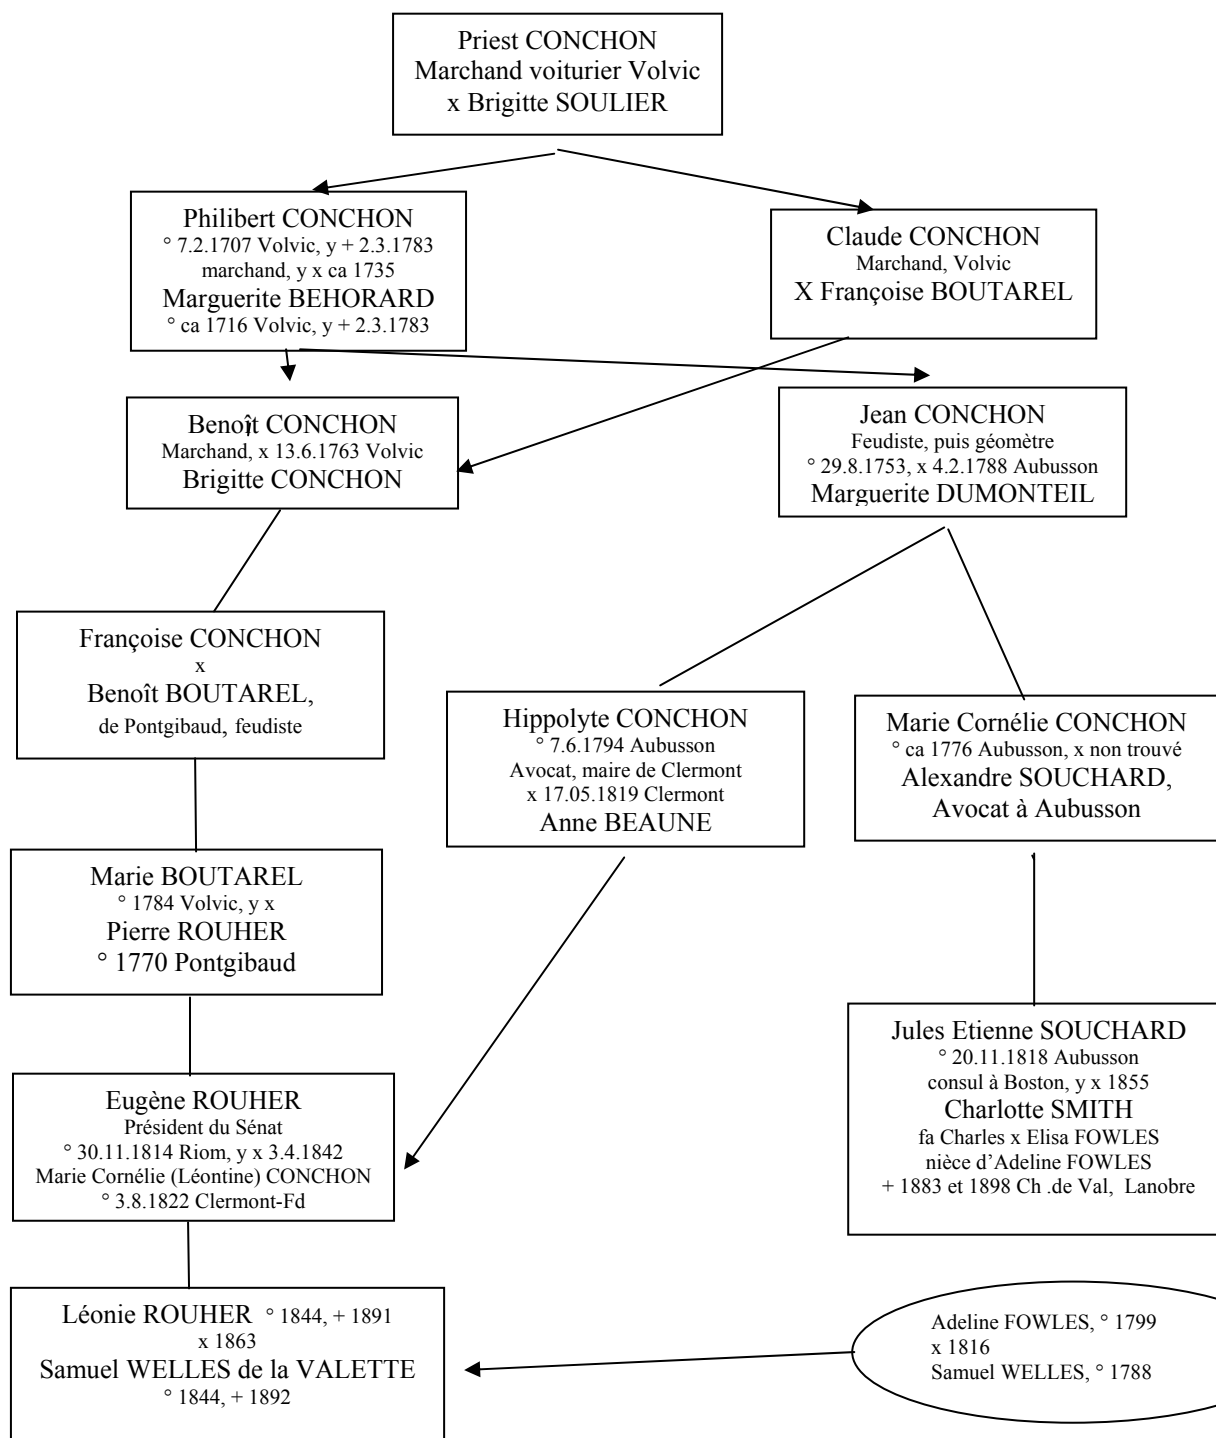 Priest CONCHON
Marchand voiturier Volvic
x Brigitte SOULIER
Philibert CONCHON
° 7.2.1707 Volvic, y + 2.3.1783
marchand, y x ca 1735
Marguerite BEHORARD
° ca 1716 Volvic, y + 2.3.1783
Claude CONCHON
Marchand, Volvic
X Françoise BOUTAREL
Benoît CONCHON
Marchand, x 13.6.1763 Volvic
Brigitte CONCHON
Jean CONCHON
Feudiste, puis géomètre
° 29.8.1753, x 4.2.1788 Aubusson
Marguerite DUMONTEIL
Françoise CONCHON
x
Benoît BOUTAREL,
de Pontgibaud, feudiste
Hippolyte CONCHON
° 7.6.1794 Aubusson
Avocat, maire de Clermont
x 17.05.1819 Clermont
Anne BEAUNE
Marie Cornélie CONCHON
° ca 1776 Aubusson, x non trouvé
Alexandre SOUCHARD,
Avocat à Aubusson
Marie BOUTAREL
° 1784 Volvic, y x
Pierre ROUHER
° 1770 Pontgibaud
Jules Etienne SOUCHARD
° 20.11.1818 Aubusson
consul à Boston, y x 1855
Charlotte SMITH
fa Charles x Elisa FOWLES
nièce d'Adeline FOWLES
+ 1883 et 1898 Ch .de Val, Lanobre
Eugène ROUHER
Président du Sénat
° 30.11.1814 Riom, y x 3.4.1842
Marie Cornélie (Léontine) CONCHON
° 3.8.1822 Clermont-Fd
Léonie ROUHER ° 1844, + 1891
x 1863
Samuel WELLES de la VALETTE
° 1844, + 1892
Adeline FOWLES, ° 1799
x 1816
Samuel WELLES, ° 1788